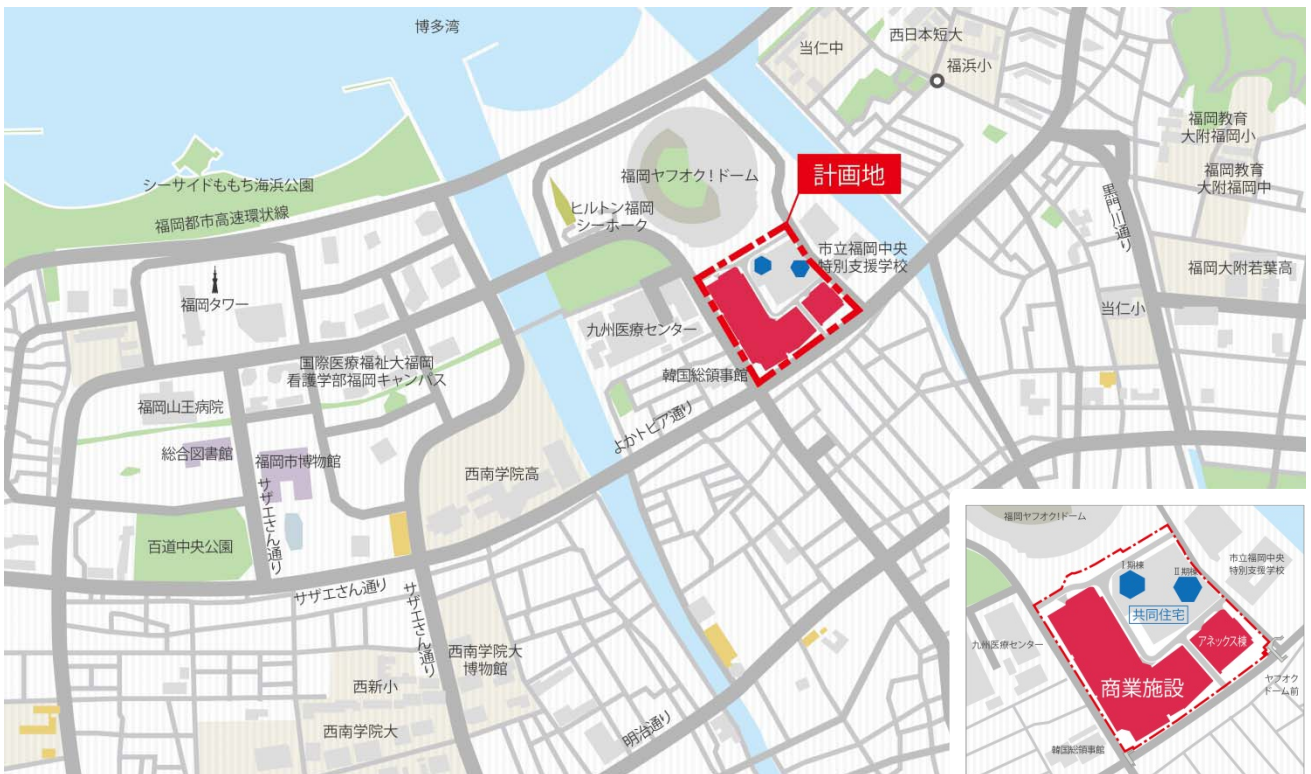 博多湾
西日本短大
当仁中
福浜小
福岡教育
大附福岡小
福岡教育
大附福岡中
シーサイドももち海浜公園
福岡ヤフオク!ドーム
計画地
黒門川通り
福岡都市高速環状線
ヒルトン福岡
シーホーク
市立福岡中央
特別支援学校
福岡大附若葉高
福岡タワー
九州医療センター
当仁小
国際医療福祉大福岡
看護学部福岡キャンパス
韓国総領事館
福岡山王病院
よかトピア通り
総合図書館
福岡市博物館
西南学院高
サザエさん通り
百道中央公園
サザエさん通り
サザエさん通り
西南学院大
博物館
西新小
西南学院大
明治通り
福岡ヤフオク!ドーム
市立福岡中央
特別支援学校
Ⅰ期棟
Ⅱ期棟
共同住宅
九州医療センター
アネックス棟
商業施設
ヤフオク
ドーム前
韓国総領事館